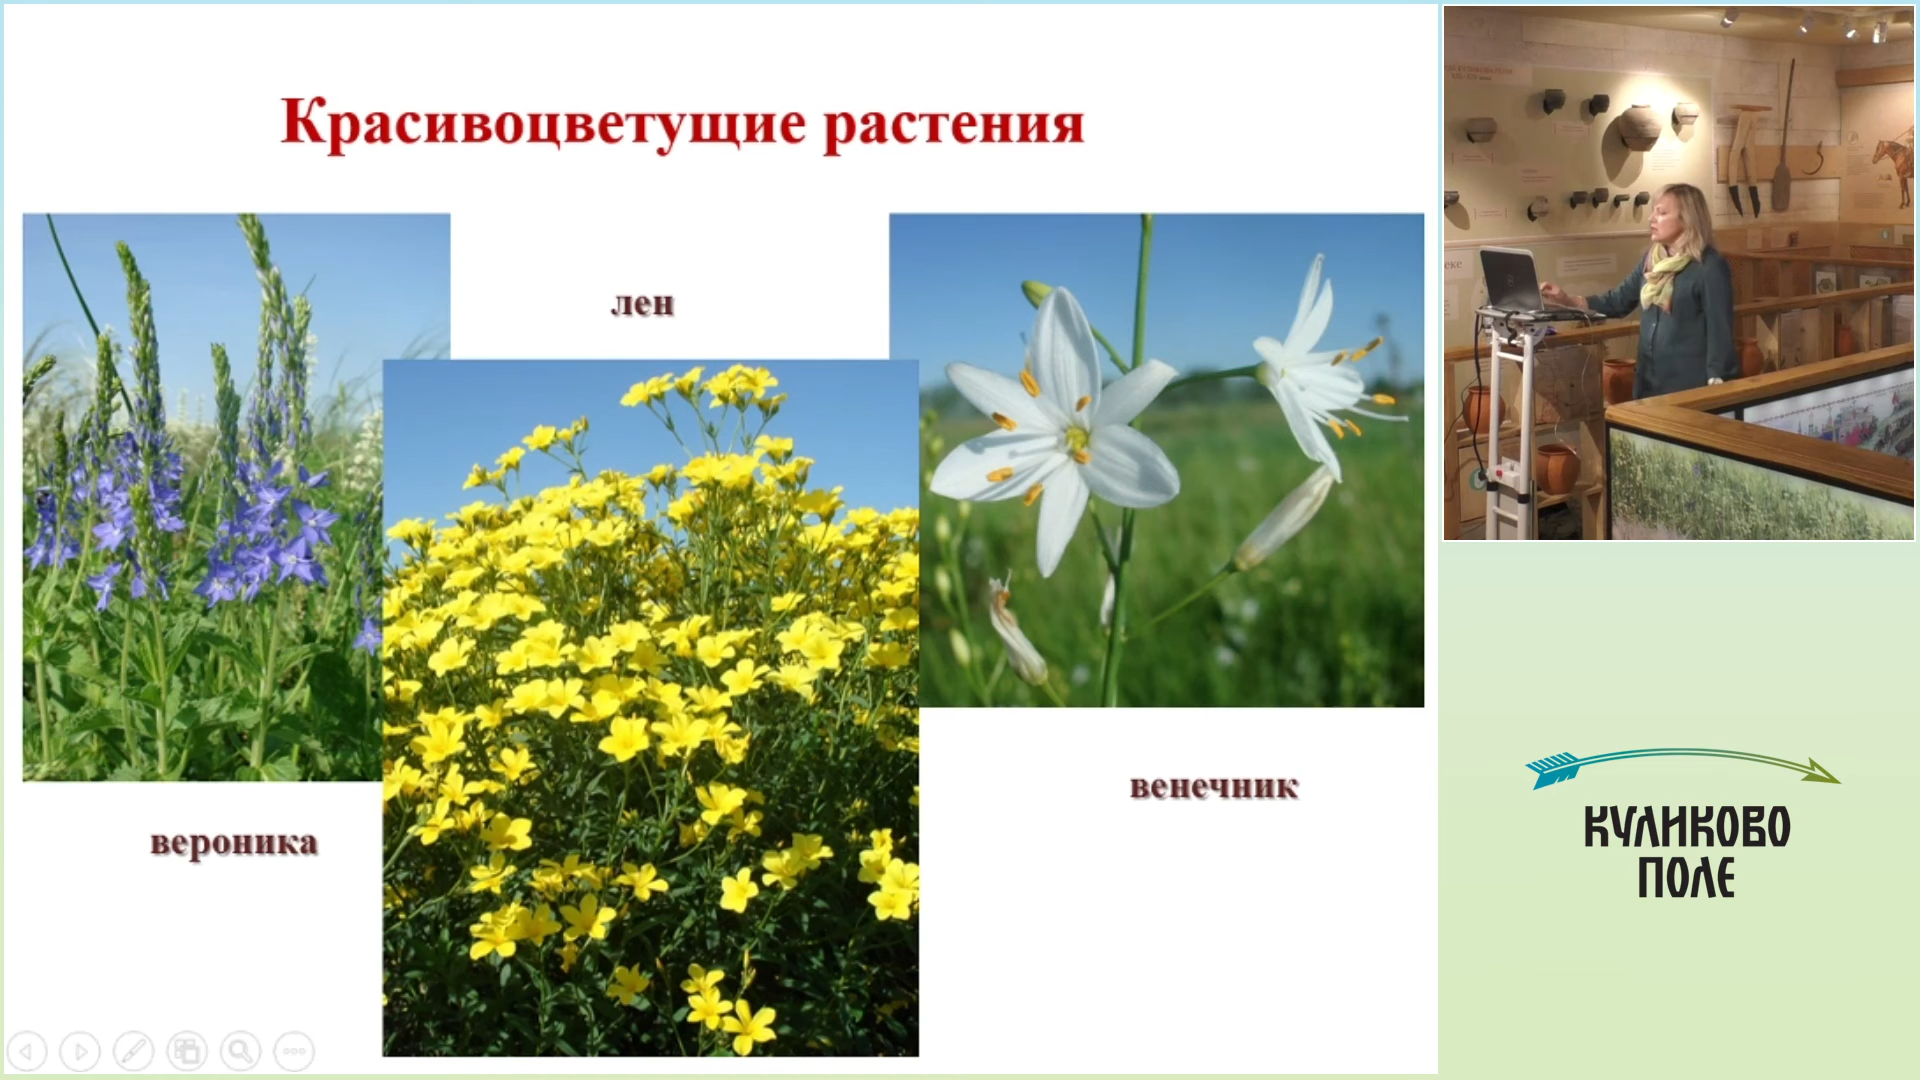 Красивоцветущие растения
лен
венечник
вероника
КУЛИКОВО
ПОЛЕ